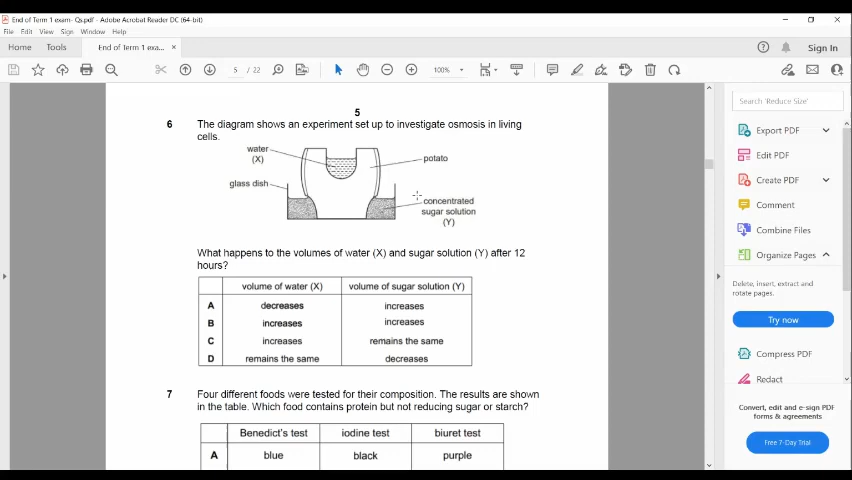 End of Term 1 exam- Qs.pdf - Adobe Acrobat Reader DC (64-bit)
File Edit View Sign Window Help
Home Tools End of Term 1 exa... × Sign In
5 / 22 100%
5
6 The diagram shows an experiment set up to investigate osmosis in living
cells.
water
(X)
potato
glass dish
concentrated
sugar solution
(Y)
What happens to the volumes of water (X) and sugar solution (Y) after 12
hours?
volume of water (X) volume of sugar solution (Y)
A decreases increases
B increases increases
C increases remains the same
D remains the same decreases
7 Four different foods were tested for their composition. The results are shown
in the table. Which food contains protein but not reducing sugar or starch?
Benedict's test iodine test biuret test
A blue black purple
Search 'Reduce Size'
Export PDF
Edit PDF
Create PDF
Comment
Combine Files
Organize Pages
Delete, insert, extract and
rotate pages.
Try now
Compress PDF
Redact
Convert, edit and e-sign PDF
forms & agreements
Free 7-Day Trial